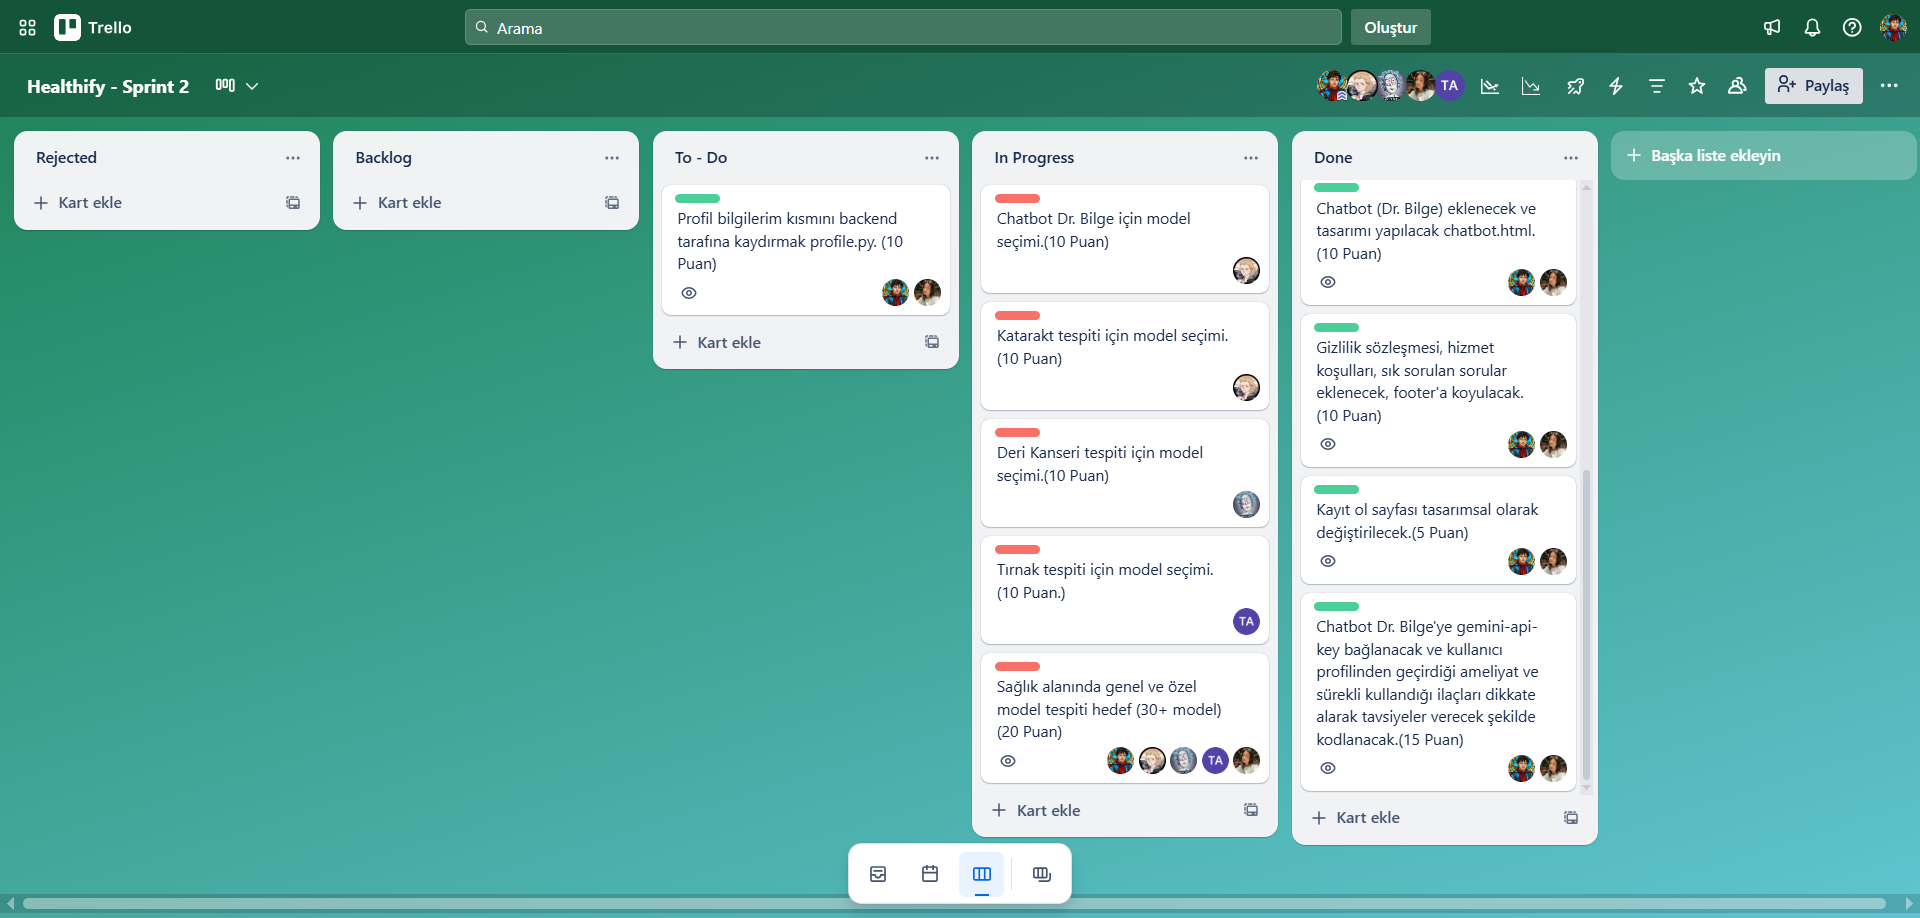 Trello
Arama
Oluştur
Healthify - Sprint 2
TA
Paylaş
Rejected
Kart ekle
Backlog
Kart ekle
To - Do
Profil bilgilerim kısmını backend
tarafına kaydırmak profile.py. (10
Puan)
Kart ekle
In Progress
Chatbot Dr. Bilge için model
seçimi.(10 Puan)
Katarakt tespiti için model seçimi.
(10 Puan)
Deri Kanseri tespiti için model
seçimi.(10 Puan)
Tırnak tespiti için model seçimi.
(10 Puan.)
TA
Sağlık alanında genel ve özel
model tespiti hedef (30+ model)
(20 Puan)
TA
Kart ekle
Done
Chatbot (Dr. Bilge) eklenecek ve
tasarımı yapılacak chatbot.html.
(10 Puan)
Gizlilik sözleşmesi, hizmet
koşulları, sık sorulan sorular
eklenecek, footer'a koyulacak.
(10 Puan)
Kayıt ol sayfası tasarımsal olarak
değiştirilecek.(5 Puan)
Chatbot Dr. Bilge'ye gemini-api-
key bağlanacak ve kullanıcı
profilinden geçirdiği ameliyat ve
sürekli kullandığı ilaçları dikkate
alarak tavsiyeler verecek şekilde
kodlanacak.(15 Puan)
Kart ekle
Başka liste ekleyin